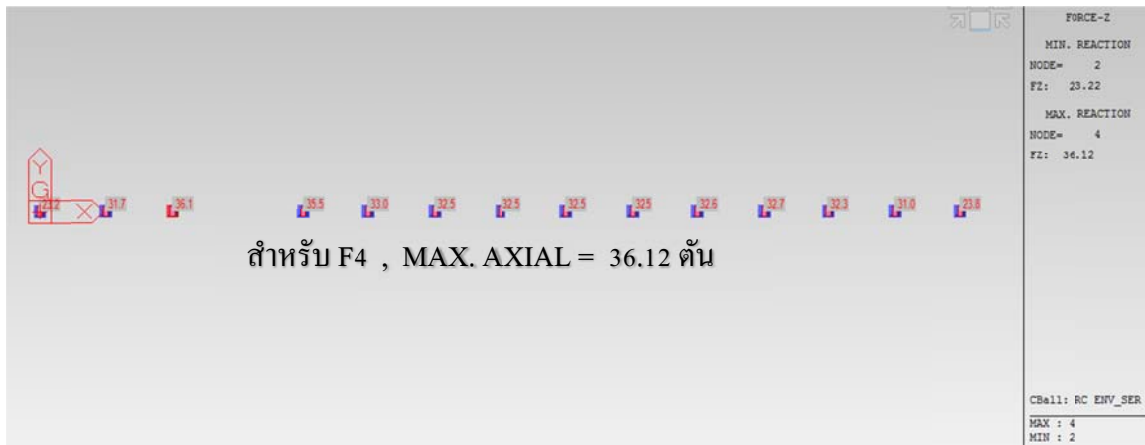 FORCE-Z
MIN. REACTION
NODE= 2
FZ: 23.22
MAX. REACTION
NODE= 4
FZ: 36.12
Y
G
X
23.2 31.7 36.1 35.5 33.0 32.5 32.5 32.5 325 32.6 32.7 32.3 31.0 23.8
สำหรับ F4 , MAX. AXIAL = 36.12 ตัน
CBall: RC ENV_SER
MAX : 4
MIN : 2